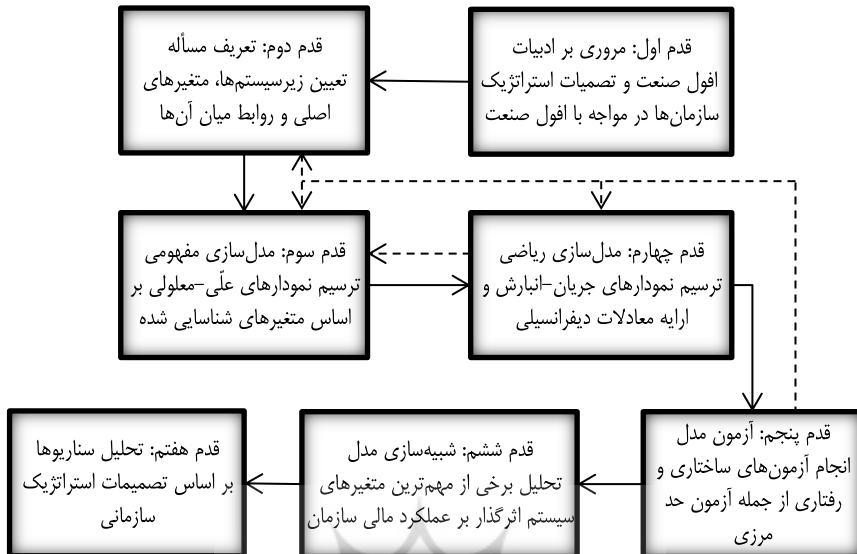 قدم اول: مروری بر ادبیات
افول صنعت و تصمیات استراتژیک
سازمان‌ها در مواجه با افول صنعت
قدم دوم: تعریف مسأله
تعیین زیرسیستم‌ها، متغیرهای
اصلی و روابط میان آن‌ها
قدم سوم: مدل‌سازی مفهومی
ترسیم نمودارهای علّی-معلولی بر
اساس متغیرهای شناسایی شده
قدم چهارم: مدل‌سازی ریاضی
ترسیم نمودارهای جریان-انبارش و
ارایه معادلات دیفرانسیلی
قدم پنجم: آزمون مدل
انجام آزمون‌های ساختاری و
رفتاری از جمله آزمون حد
مرزی
قدم ششم: شبیه‌سازی مدل
تحلیل برخی از مهم‌ترین متغیرهای
سیستم اثرگذار بر عملکرد مالی سازمان
قدم هفتم: تحلیل سناریوها
بر اساس تصمیمات استراتژیک
سازمانی